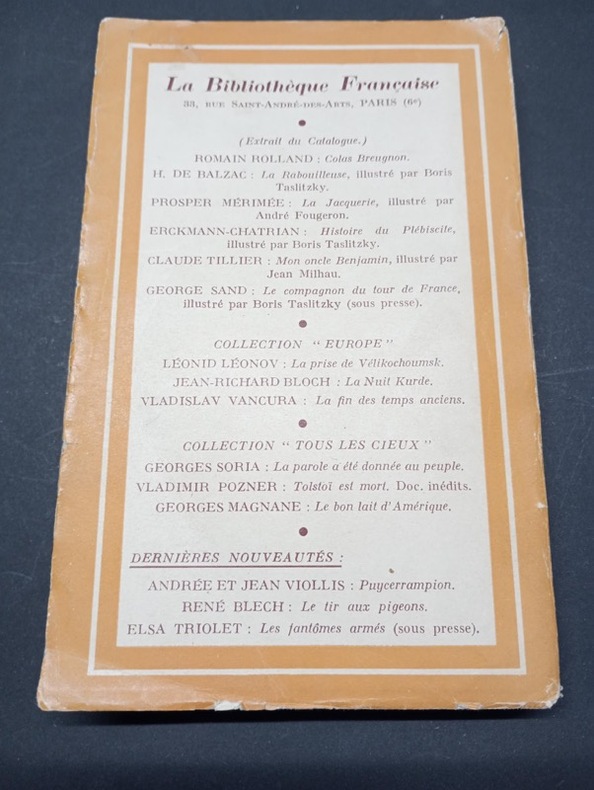 La Bibliothèque Française
33, RUE SAINT-ANDRÉ-DES-ARTS, PARIS (6e)
(Extrait du Catalogue.)
ROMAIN ROLLAND : Colas Breugnon.
H. DE BALZAC : La Rabouilleuse, illustré par Boris
Taslitzky.
PROSPER MÉRIMÉE : La Jacquerie, illustré par
André Fougeron.
ERCKMANN-CHATRIAN : Histoire du Plébiscite,
illustré par Boris Taslitzky.
CLAUDE TILLIER : Mon oncle Benjamin, illustré par
Jean Milhau.
GEORGE SAND : Le compagnon du tour de France,
illustré par Boris Taslitzky (sous presse).
COLLECTION “ EUROPE ”
LÉONID LÉONOV : La prise de Vélikochoumsk.
JEAN-RICHARD BLOCH : La Nuit Kurde.
VLADISLAV VANCURA : La fin des temps anciens.
COLLECTION “ TOUS LES CIEUX ”
GEORGES SORIA : La parole a été donnée au peuple.
VLADIMIR POZNER : Tolstoï est mort. Doc. inédits.
GEORGES MAGNANE : Le bon lait d'Amérique.
DERNIÈRES NOUVEAUTÉS :
ANDRÉE ET JEAN VIOLLIS : Puycerrampion.
RENÉ BLECH : Le tir aux pigeons.
ELSA TRIOLET : Les fantômes armés (sous presse).